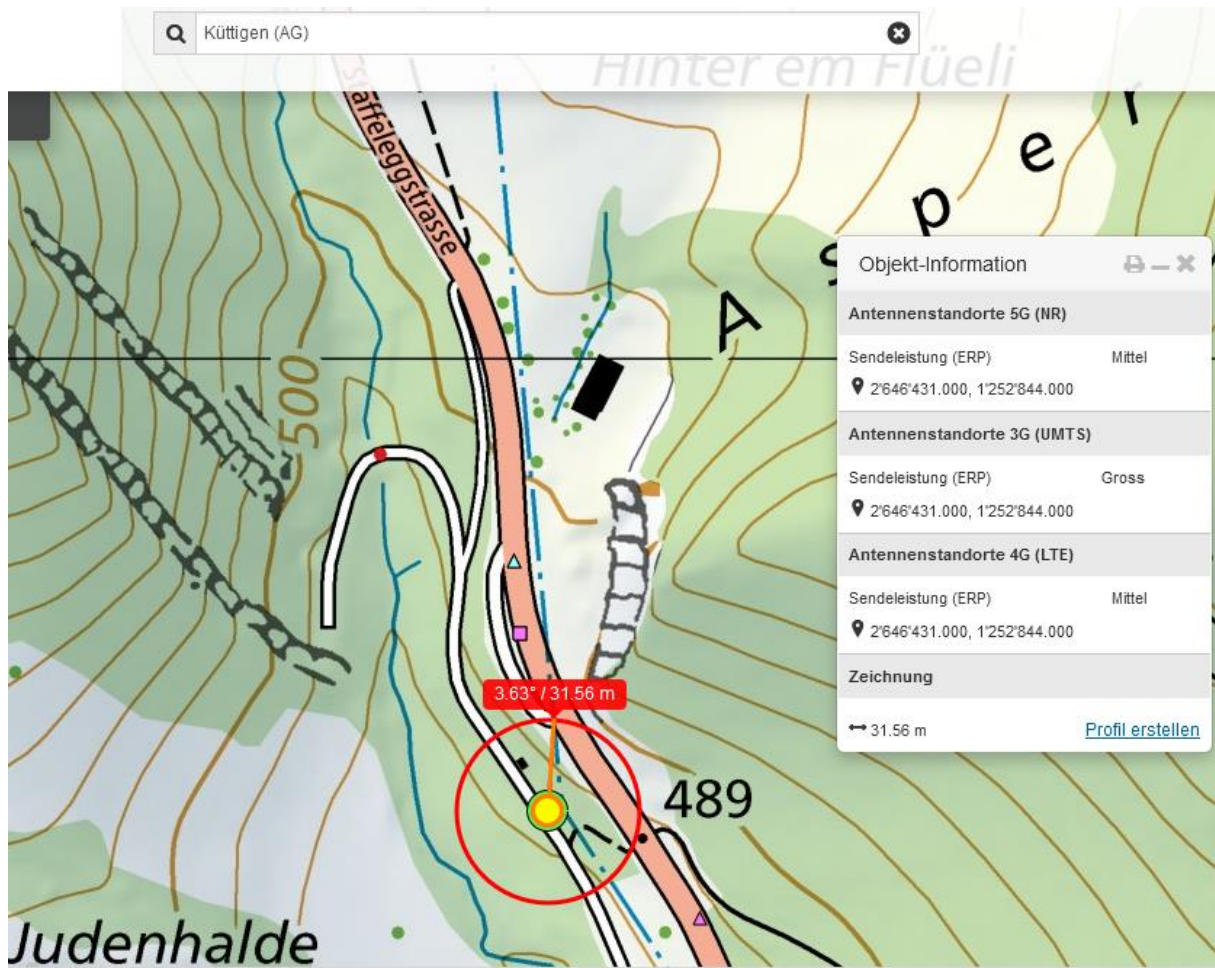 Küttigen (AG)
Hinter em Flüeli
Staffeleggstrasse
Asper
500
Objekt-Information
Antennenstandorte 5G (NR)
Sendeleistung (ERP) Mittel
2'646'431.000, 1'252'844.000
Antennenstandorte 3G (UMTS)
Sendeleistung (ERP) Gross
2'646'431.000, 1'252'844.000
Antennenstandorte 4G (LTE)
Sendeleistung (ERP) Mittel
2'646'431.000, 1'252'844.000
Zeichnung
31.56 m Profil erstellen
3.63° / 31.56 m
489
Judenhalde